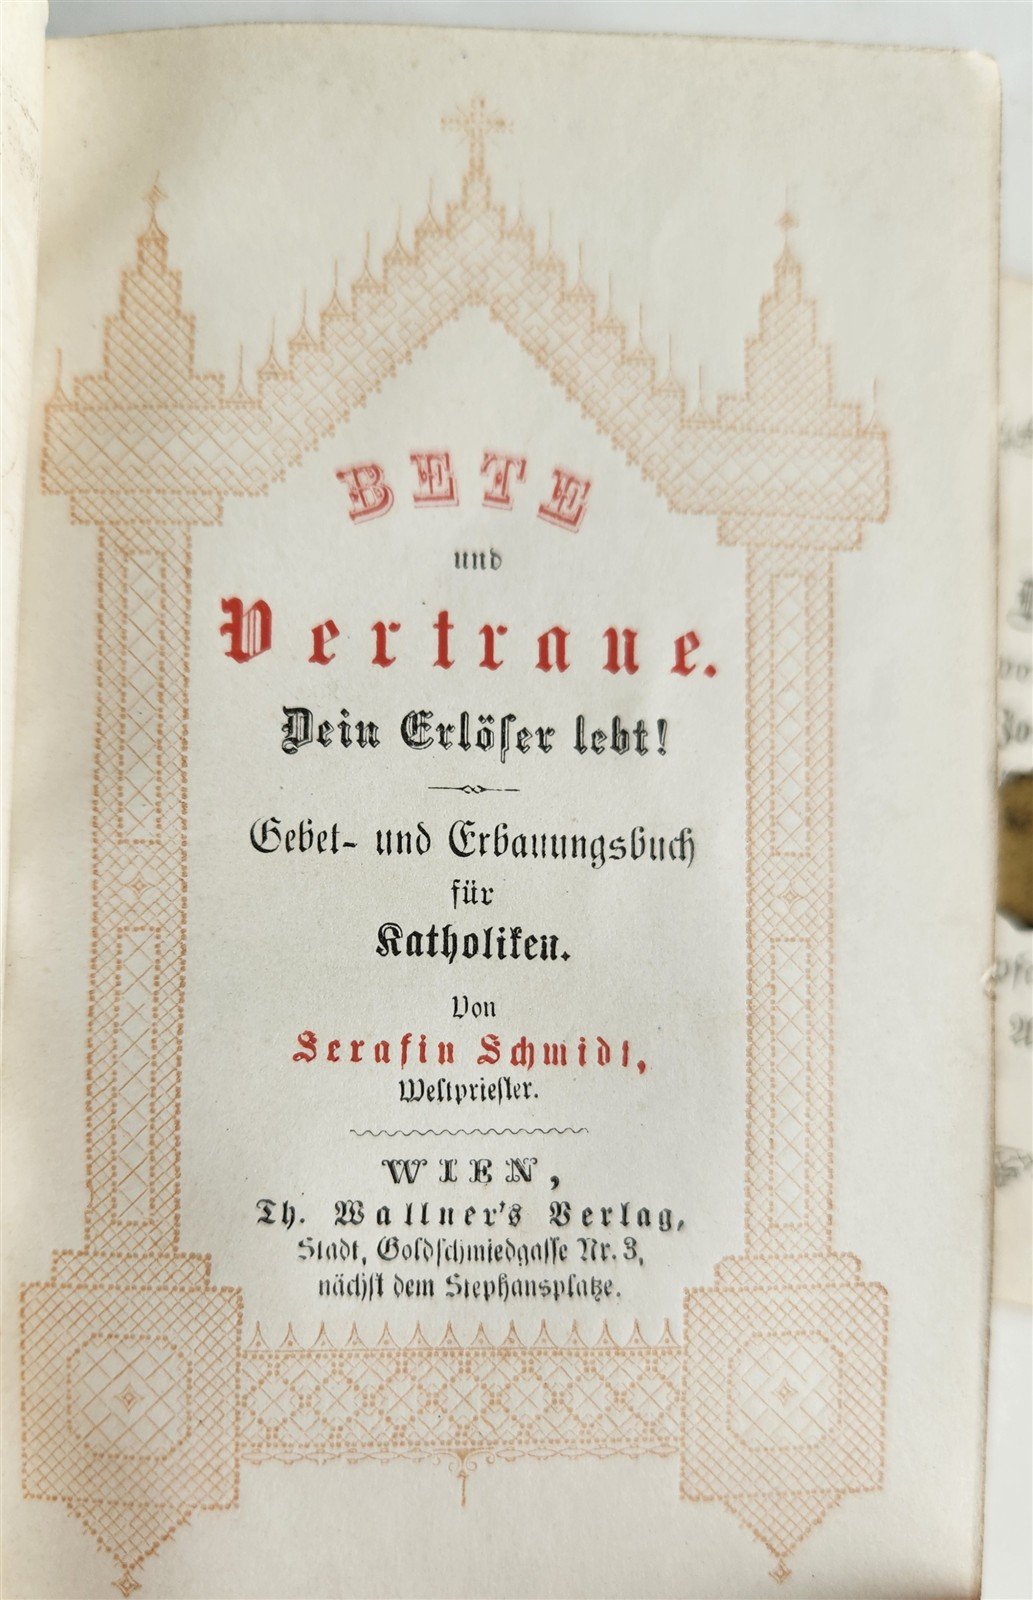 BETE
und
Vertraue.
Dein Erlöser lebt!
Gebet- und Erbauungsbuch
für
Katholiken.
Von
Serafin Schmidt,
Weltpriester.
WIEN,
Th. Wallner's Verlag,
Stadt, Goldschmiedgasse Nr. 3,
nächst dem Stephansplatze.